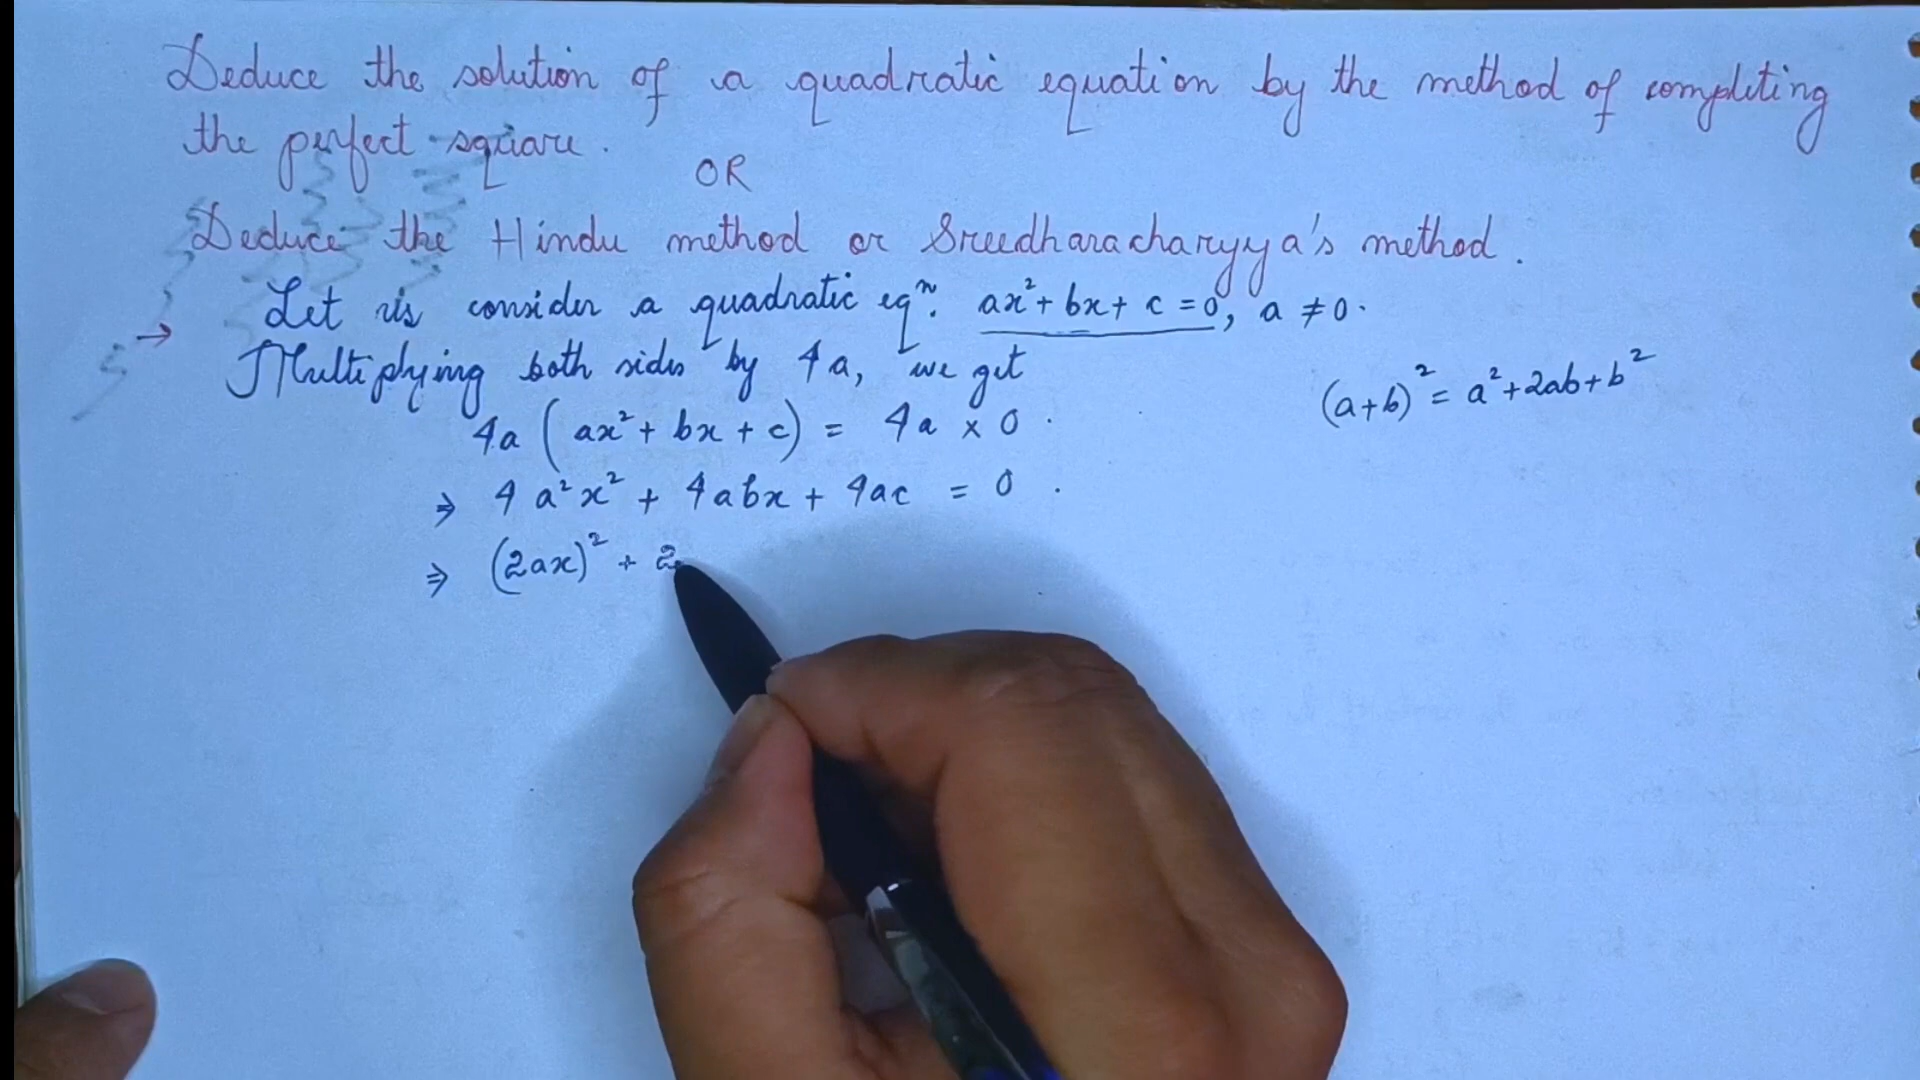 Deduce the solution of a quadratic equation by the method of completing
the perfect square.
OR
Deduce the Hindu method or Sreedharacharyya's method.
→ Let us consider a quadratic eqⁿ. ax² + bx + c = 0, a ≠ 0.
Multiplying both sides by 4a, we get
(a+b)² = a² + 2ab + b²
4a (ax² + bx + c) = 4a × 0.
⇒ 4a²x² + 4abx + 4ac = 0.
⇒ (2ax)² + 2.